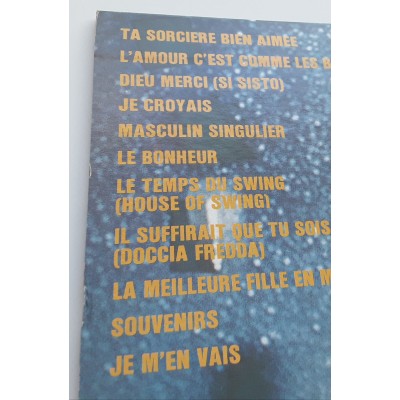 TA SORCIERE BIEN AIMÉE
L'AMOUR C'EST COMME LES B
DIEU MERCI (SI SISTO)
JE CROYAIS
MASCULIN SINGULIER
LE BONHEUR
LE TEMPS DU SWING
(HOUSE OF SWING)
IL SUFFIRAIT QUE TU SOIS
(DOCCIA FREDDA)
LA MEILLEURE FILLE EN M
SOUVENIRS
JE M'EN VAIS